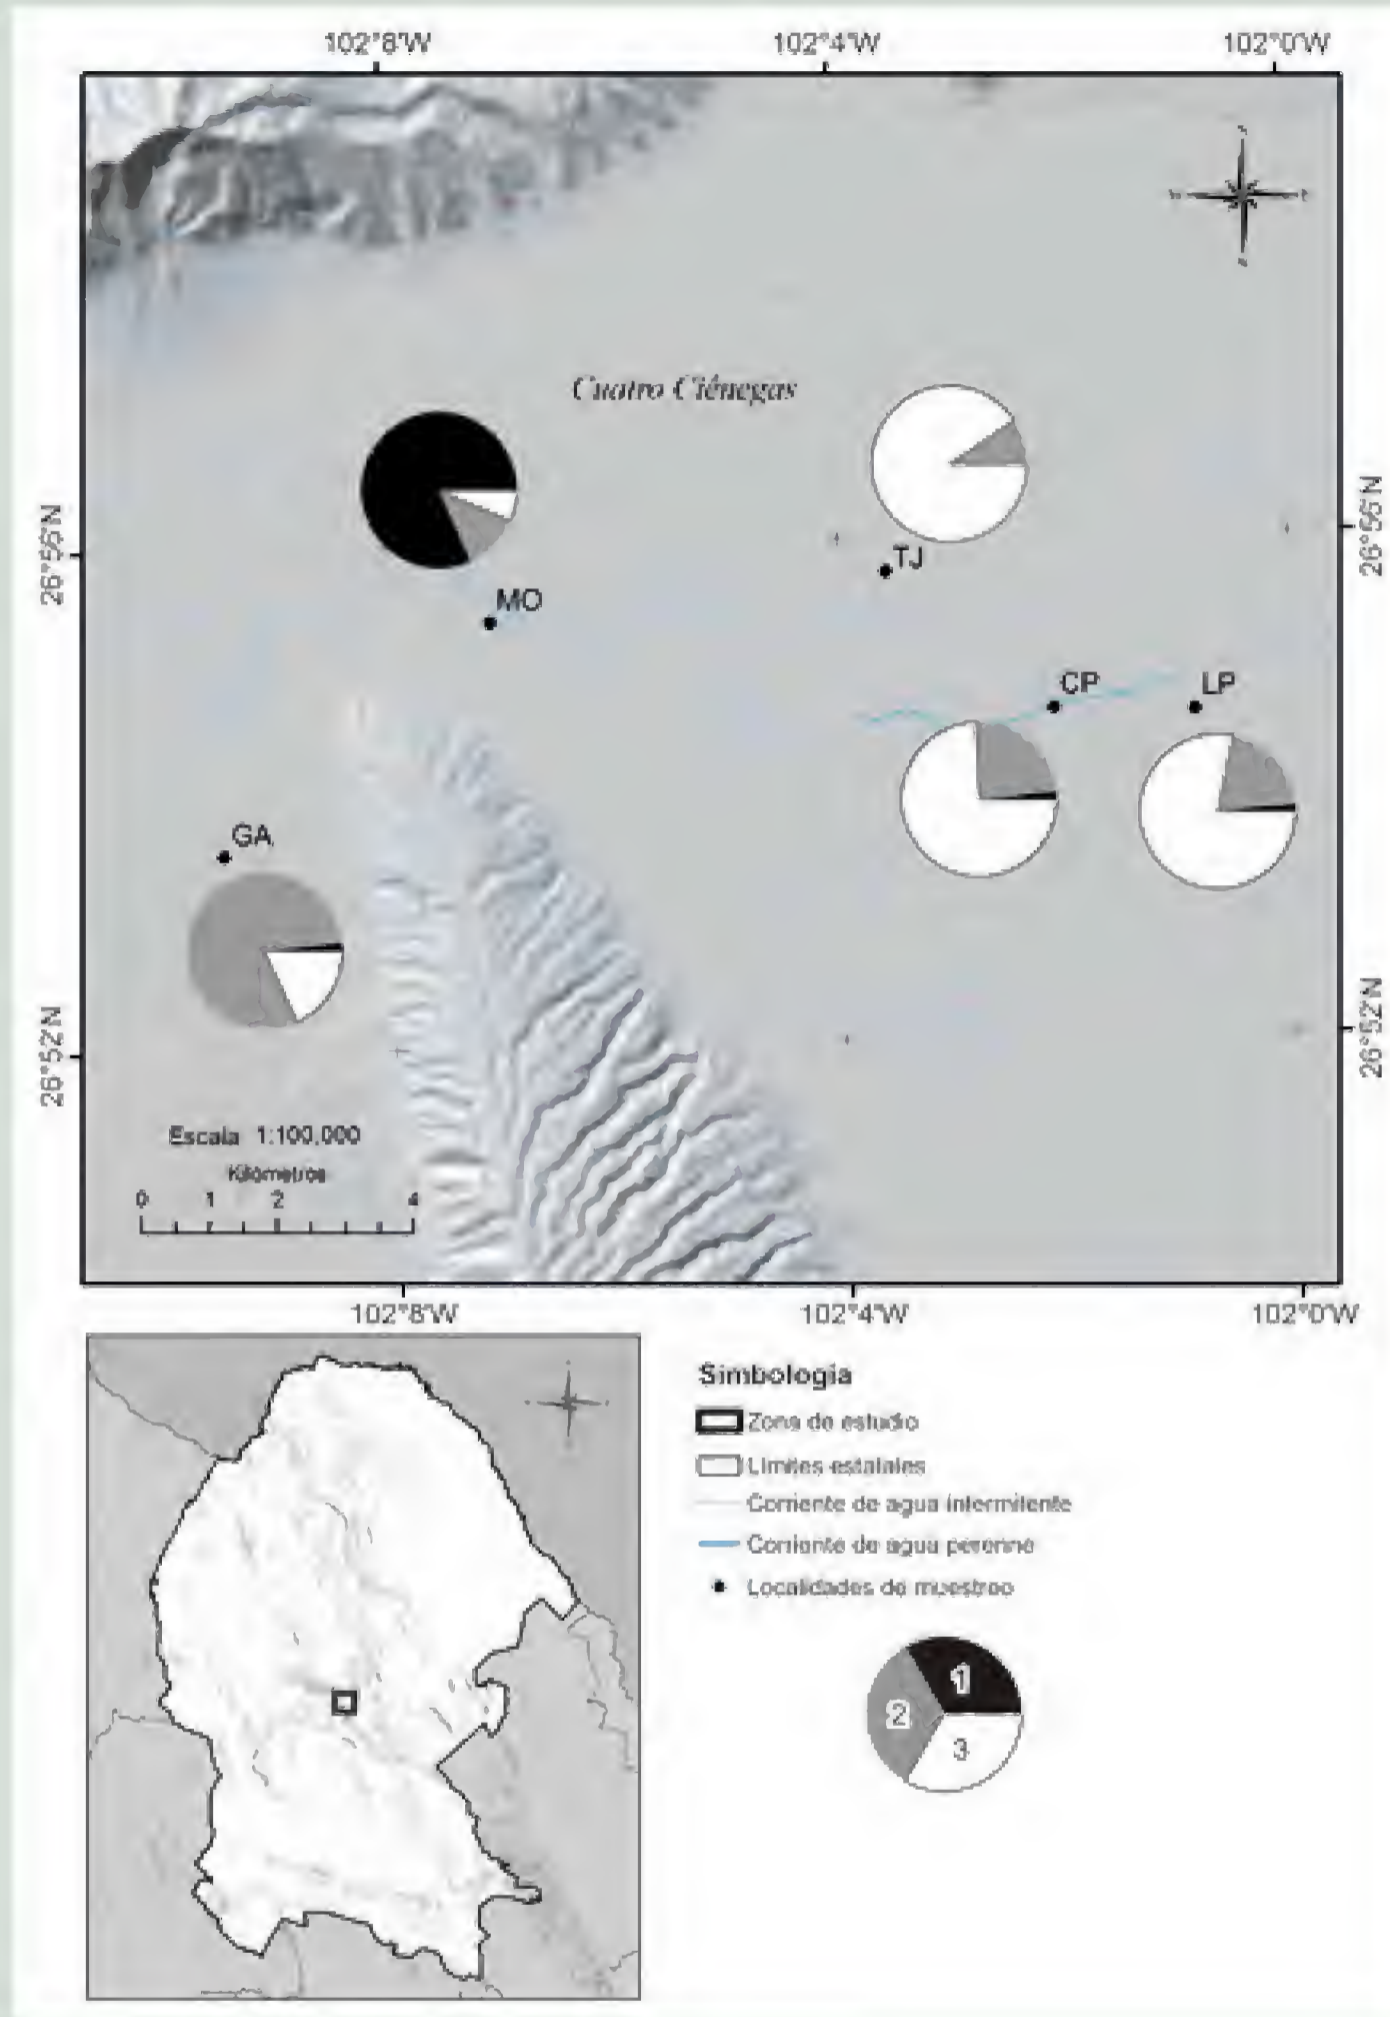 102°8'W 102°4'W 102°0'W
Cuatro Ciénegas
26°56'N 26°56'N
TJ
MO
CP LP
GA
26°52'N 26°52'N
Escala 1:100,000
Kilómetros
0 1 2 4
102°8'W 102°4'W 102°0'W
Simbología
Zona de estudio
Límites estatales
Corriente de agua intermitente
Corriente de agua perenne
Localidades de muestreo
1
2
3